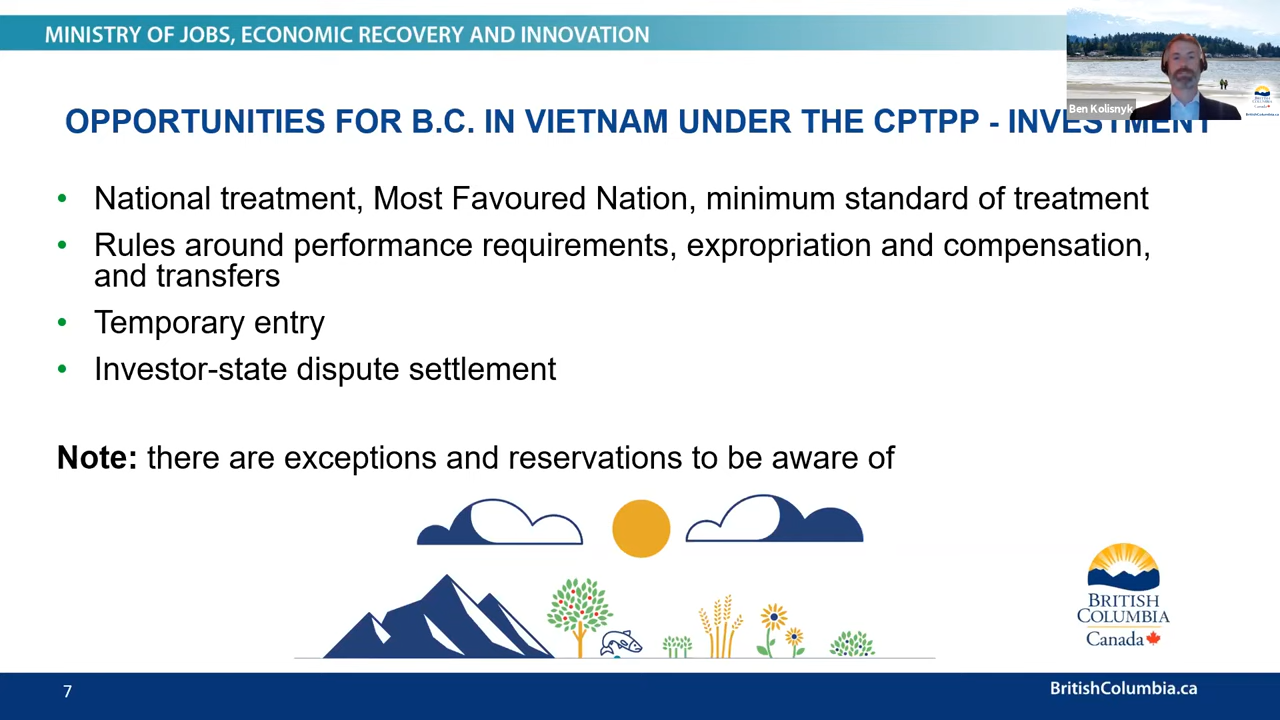 MINISTRY OF JOBS, ECONOMIC RECOVERY AND INNOVATION
Ben Kolisnyk
OPPORTUNITIES FOR B.C. IN VIETNAM UNDER THE CPTPP - INVESTMENT
• National treatment, Most Favoured Nation, minimum standard of treatment
• Rules around performance requirements, expropriation and compensation,
and transfers
• Temporary entry
• Investor-state dispute settlement
Note: there are exceptions and reservations to be aware of
BRITISH
COLUMBIA
Canada
7
BritishColumbia.ca